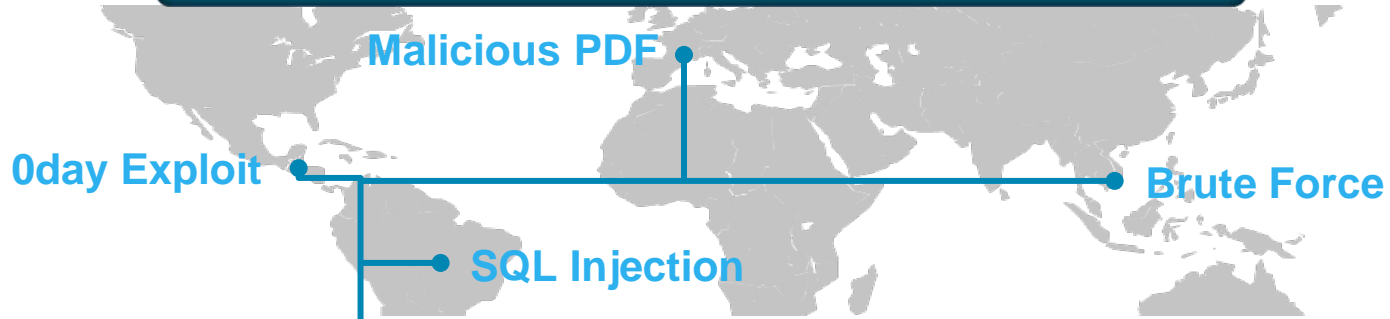 Malicious PDF
0day Exploit
Brute Force
SQL Injection